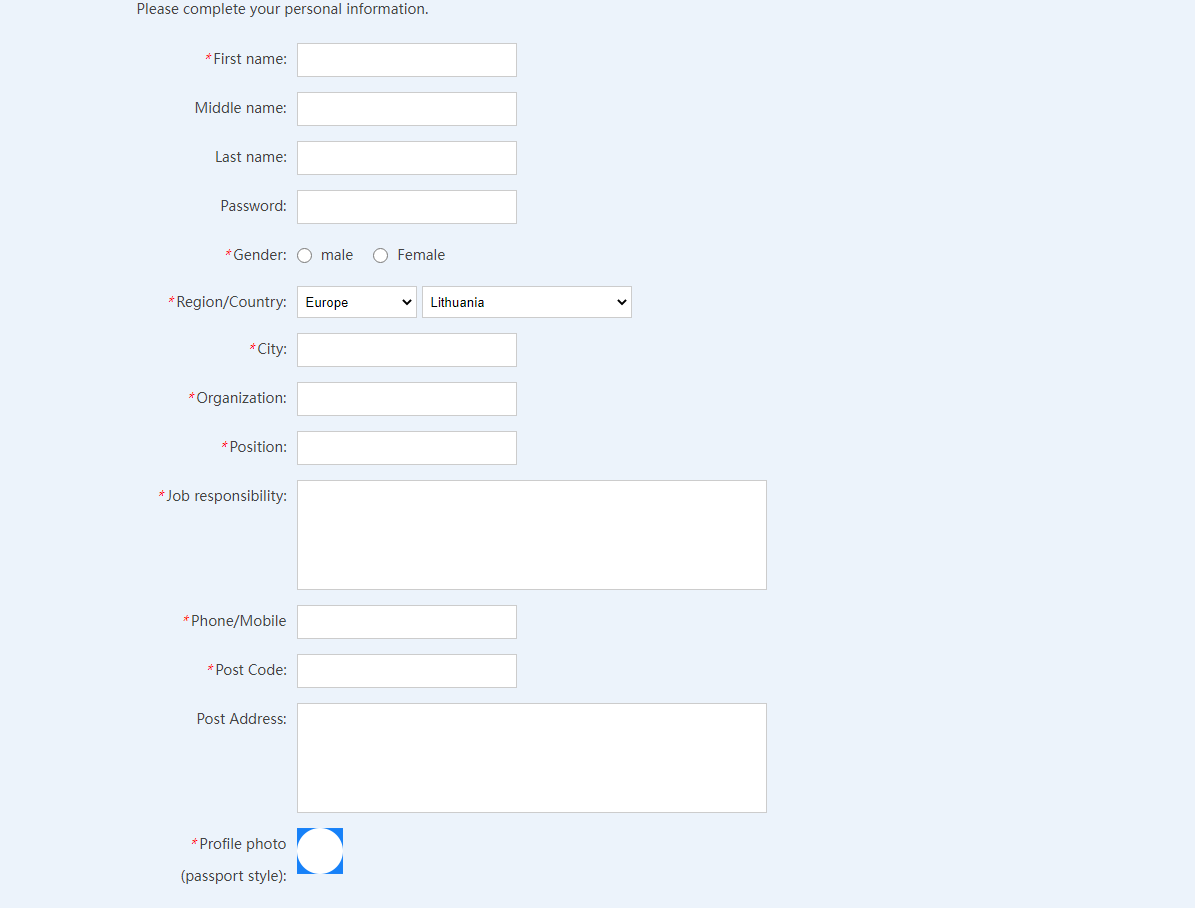 Please complete your personal information.
*First name:
Middle name:
Last name:
Password:
*Gender: male Female
*Region/Country: Europe Lithuania
*City:
*Organization:
*Position:
*Job responsibility:
*Phone/Mobile
*Post Code:
Post Address:
*Profile photo
(passport style):